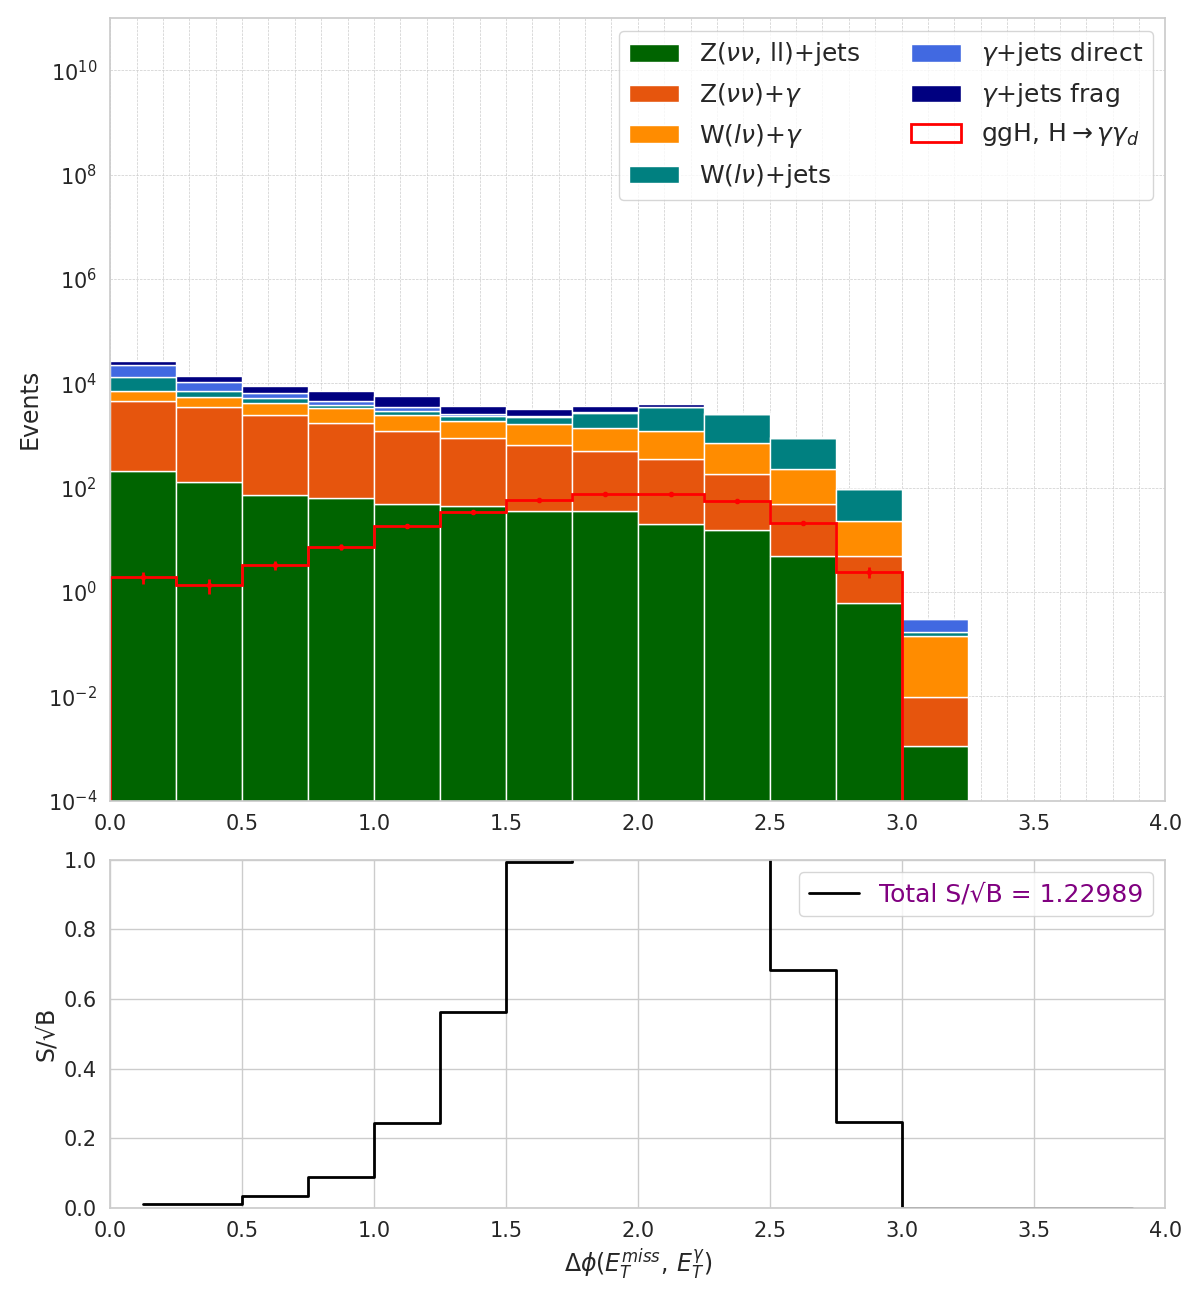 Events
10^10
10^8
10^6
10^4
10^2
10^0
10^−2
10^−4
Z(νν, ll)+jets
Z(νν)+γ
W(lν)+γ
W(lν)+jets
γ+jets direct
γ+jets frag
ggH, H→γγ_d
0.0 0.5 1.0 1.5 2.0 2.5 3.0 3.5 4.0
S/√B
1.0
0.8
0.6
0.4
0.2
0.0
Total S/√B = 1.22989
0.0 0.5 1.0 1.5 2.0 2.5 3.0 3.5 4.0
Δϕ(E_T^miss, E_T^γ)